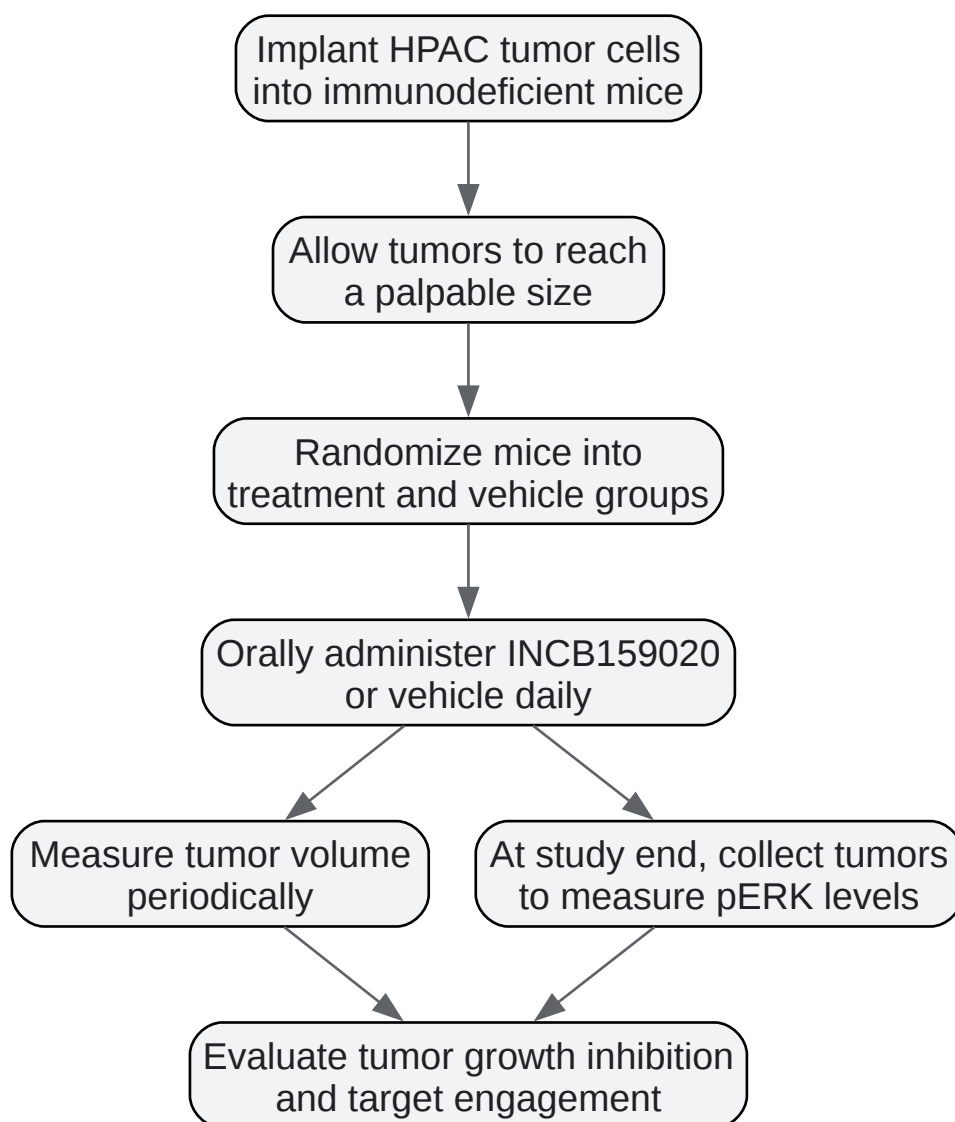 Implant HPAC tumor cells
into immunodeficient mice
Allow tumors to reach
a palpable size
Randomize mice into
treatment and vehicle groups
Orally administer INCB159020
or vehicle daily
Measure tumor volume
periodically
At study end, collect tumors
to measure pERK levels
Evaluate tumor growth inhibition
and target engagement